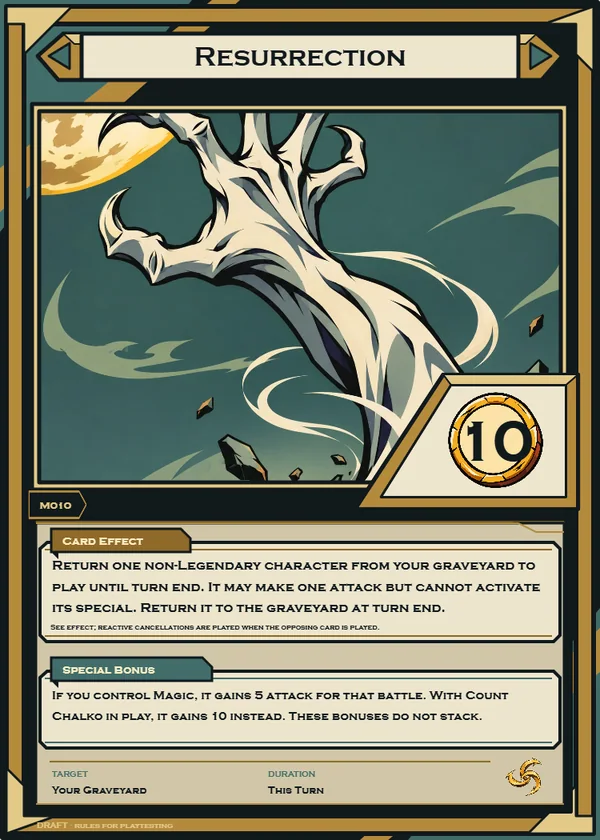 Resurrection
10
M010
Card Effect
Return one non-Legendary character from your graveyard to
play until turn end. It may make one attack but cannot activate
its special. Return it to the graveyard at turn end.
See effect; reactive cancellations are played when the opposing card is played.
Special Bonus
If you control Magic, it gains 5 attack for that battle. With Count
Chalko in play, it gains 10 instead. These bonuses do not stack.
Target
Duration
Your Graveyard
This Turn
DRAFT · Rules for playtesting